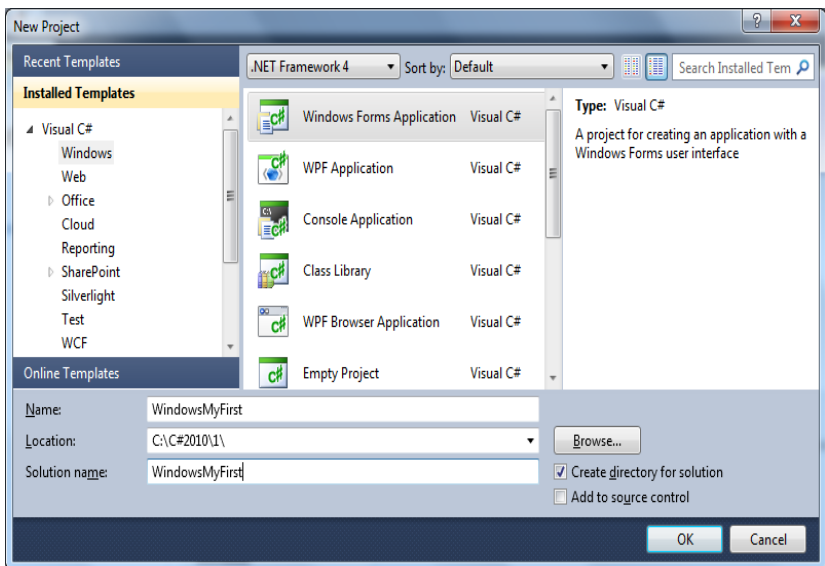 New Project
Recent Templates
Installed Templates
Visual C#
Windows
Web
Office
Cloud
Reporting
SharePoint
Silverlight
Test
WCF
Online Templates
.NET Framework 4
Sort by: Default
Search Installed Tem
Windows Forms Application Visual C#
WPF Application Visual C#
Console Application Visual C#
Class Library Visual C#
WPF Browser Application Visual C#
Empty Project Visual C#
Type: Visual C#
A project for creating an application with a
Windows Forms user interface
Name: WindowsMyFirst
Location: C:\C#2010\1\
Browse...
Solution name: WindowsMyFirst
Create directory for solution
Add to source control
OK Cancel